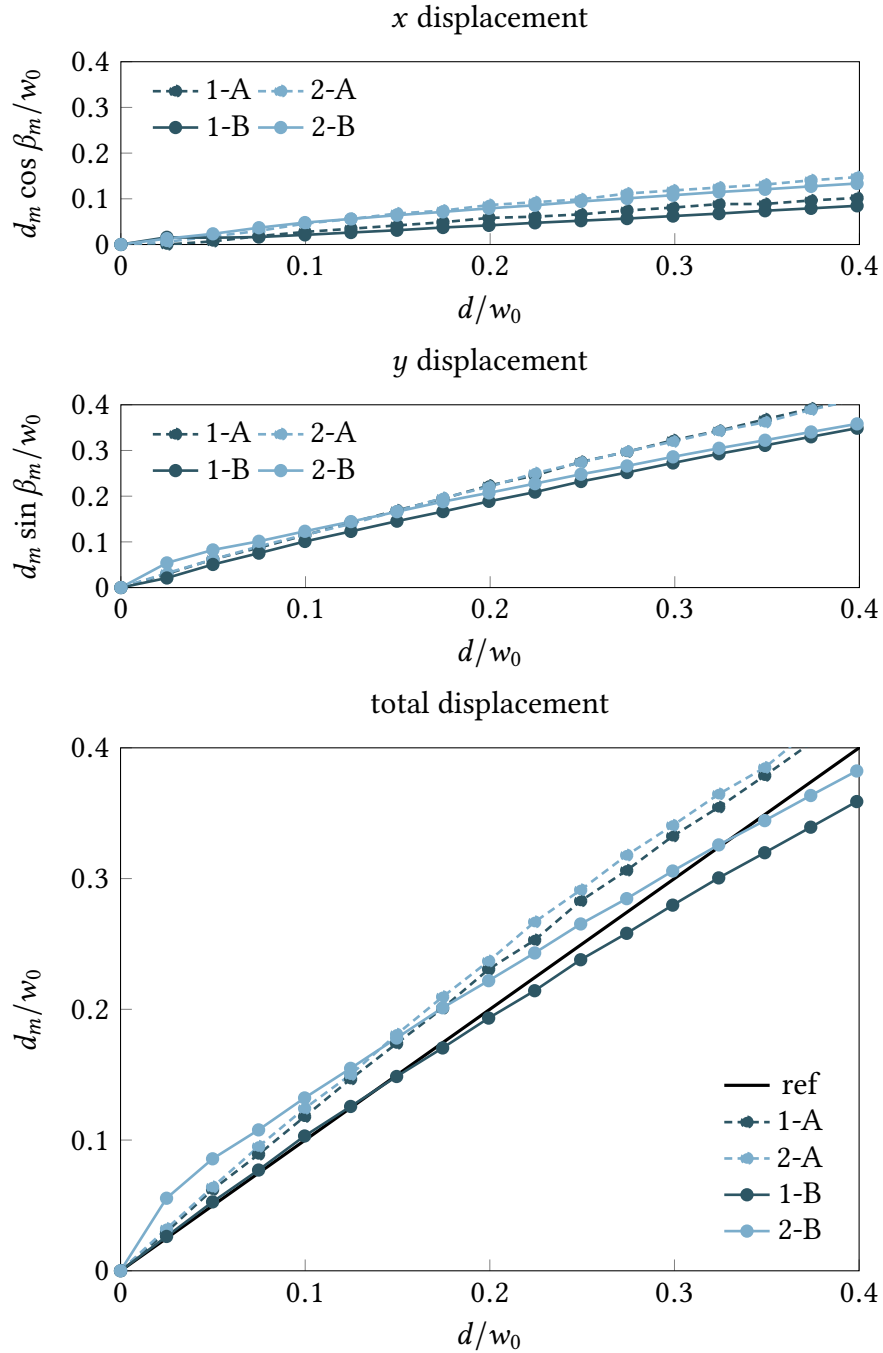 x displacement
0.4
0.3
0.2
0.1
0
d_m cos β_m/w_0
1-A 2-A
1-B 2-B
0 0.1 0.2 0.3 0.4
d/w_0
y displacement
0.4
0.3
0.2
0.1
0
d_m sin β_m/w_0
1-A 2-A
1-B 2-B
0 0.1 0.2 0.3 0.4
d/w_0
total displacement
0.4
0.3
0.2
0.1
0
d_m/w_0
ref
1-A
2-A
1-B
2-B
0 0.1 0.2 0.3 0.4
d/w_0